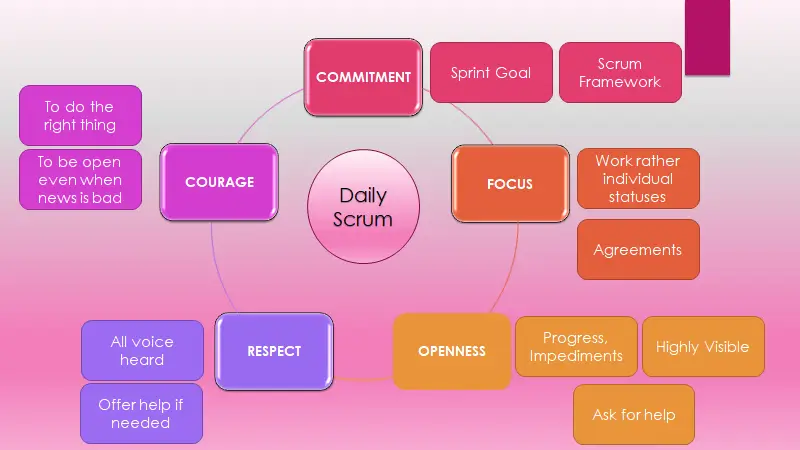 COMMITMENT
Sprint Goal
Scrum
Framework
To do the
right thing
To be open
even when
news is bad
COURAGE
Daily
Scrum
FOCUS
Work rather
individual
statuses
Agreements
All voice
heard
Offer help if
needed
RESPECT
OPENNESS
Progress,
Impediments
Highly Visible
Ask for help